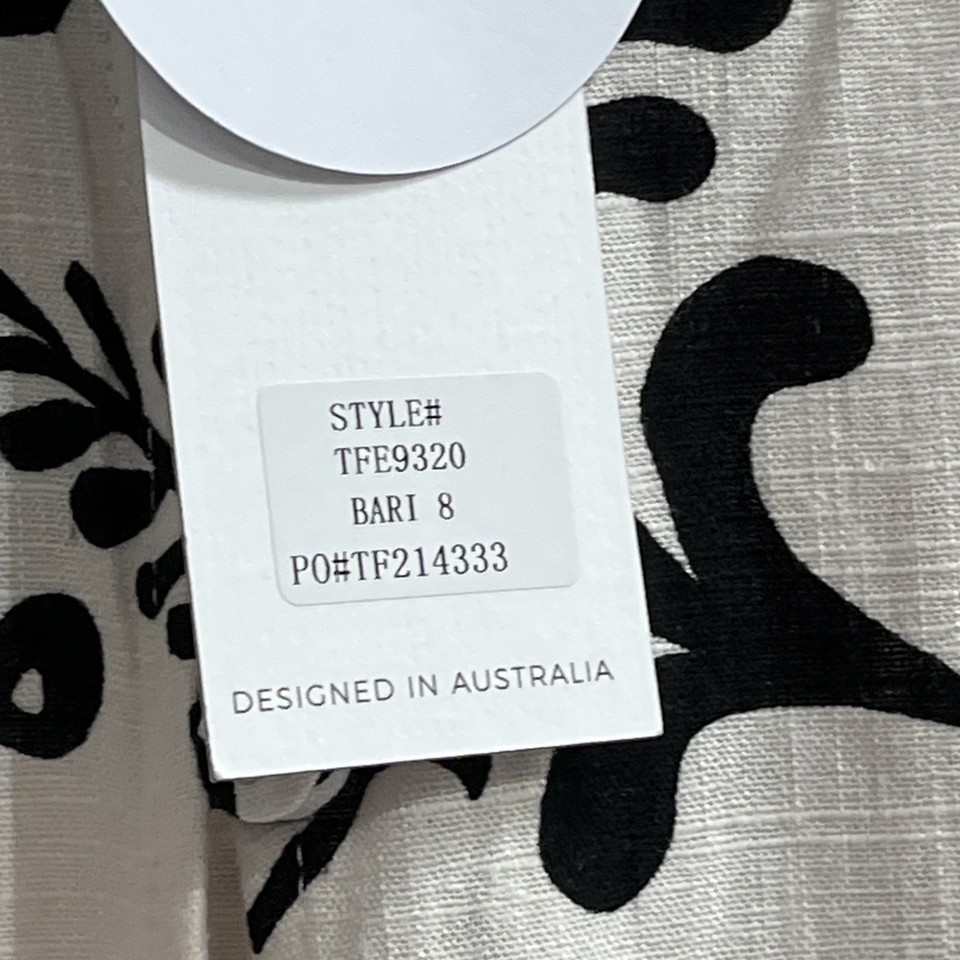 STYLE#
TFE9320
BARI 8
PO#TF214333
DESIGNED IN AUSTRALIA